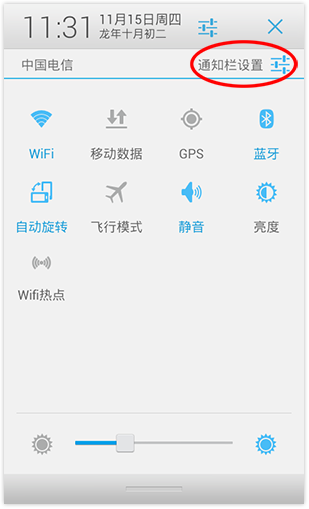 11:31 11月15日周四
龙年十月初二
中国电信 通知栏设置
WiFi 移动数据 GPS 蓝牙
自动旋转 飞行模式 静音 亮度
Wifi热点